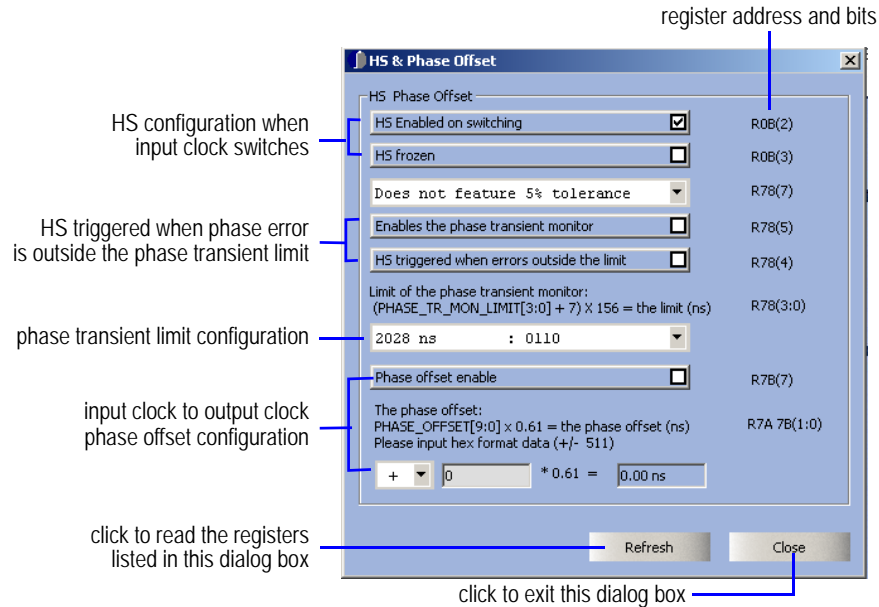 register address and bits
HS & Phase Offset
HS Phase Offset
HS configuration when
input clock switches
HS Enabled on switching
R0B(2)
HS frozen
R0B(3)
Does not feature 5% tolerance
R78(7)
HS triggered when phase error
is outside the phase transient limit
Enables the phase transient monitor
R78(5)
HS triggered when errors outside the limit
R78(4)
Limit of the phase transient monitor:
(PHASE_TR_MON_LIMIT[3:0] + 7) X 156 = the limit (ns)
R78(3:0)
phase transient limit configuration
2028 ns : 0110
Phase offset enable
R7B(7)
input clock to output clock
phase offset configuration
The phase offset:
PHASE_OFFSET[9:0] x 0.61 = the phase offset (ns)
Please input hex format data (+/- 511)
R7A 7B(1:0)
+ 0 * 0.61 = 0.00 ns
click to read the registers
listed in this dialog box
Refresh
Close
click to exit this dialog box